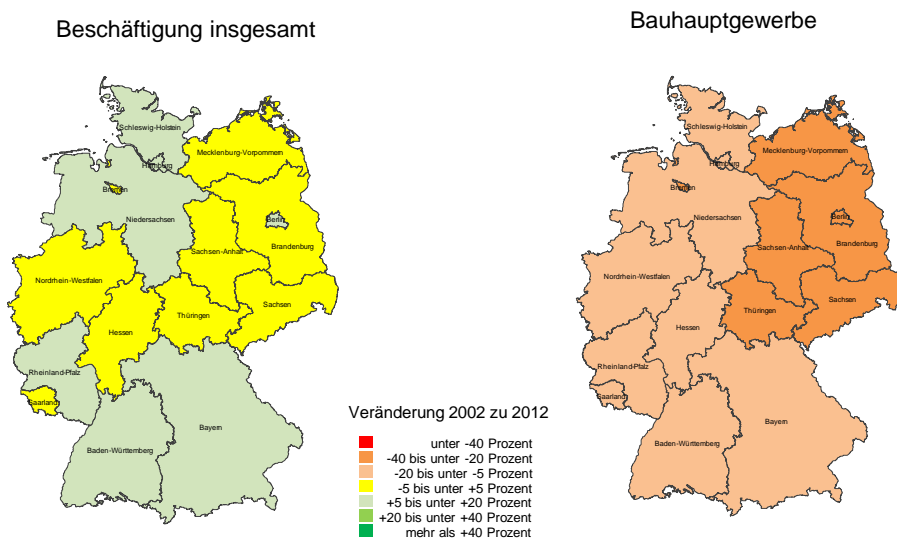 Beschäftigung insgesamt
Schleswig-Holstein
Mecklenburg-Vorpommern
Hamburg
Bremen
Niedersachsen
Berlin
Brandenburg
Sachsen-Anhalt
Nordrhein-Westfalen
Sachsen
Thüringen
Hessen
Rheinland-Pfalz
Saarland
Bayern
Baden-Württemberg
Bauhauptgewerbe
Schleswig-Holstein
Mecklenburg-Vorpommern
Hamburg
Bremen
Niedersachsen
Berlin
Brandenburg
Sachsen-Anhalt
Nordrhein-Westfalen
Sachsen
Thüringen
Hessen
Rheinland-Pfalz
Saarland
Bayern
Baden-Württemberg
Veränderung 2002 zu 2012
unter -40 Prozent
-40 bis unter -20 Prozent
-20 bis unter -5 Prozent
-5 bis unter +5 Prozent
+5 bis unter +20 Prozent
+20 bis unter +40 Prozent
mehr als +40 Prozent